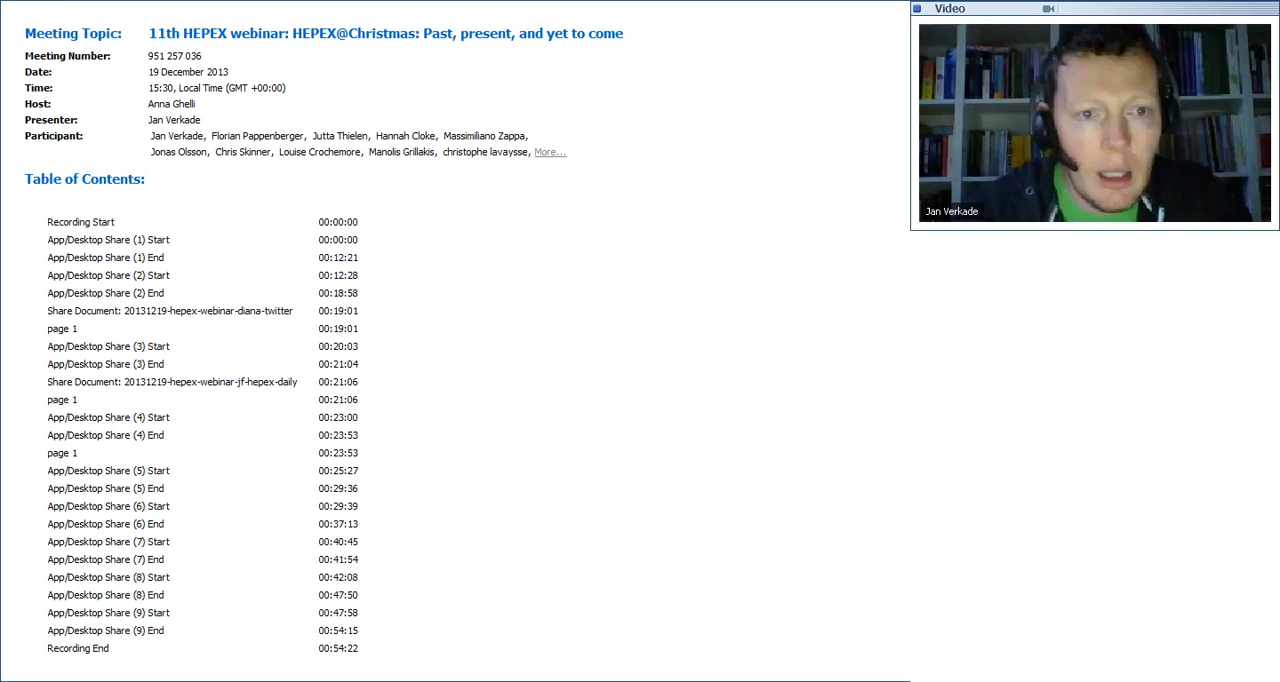 Meeting Topic: 11th HEPEX webinar: HEPEX@Christmas: Past, present, and yet to come
Meeting Number: 951 257 036
Date: 19 December 2013
Time: 15:30, Local Time (GMT +00:00)
Host: Anna Ghelli
Presenter: Jan Verkade
Participant: Jan Verkade, Florian Pappenberger, Jutta Thielen, Hannah Cloke, Massimiliano Zappa,
Jonas Olsson, Chris Skinner, Louise Crochemore, Manolis Grillakis, christophe lavaysse, More...
Table of Contents:
Recording Start 00:00:00
App/Desktop Share (1) Start 00:00:00
App/Desktop Share (1) End 00:12:21
App/Desktop Share (2) Start 00:12:28
App/Desktop Share (2) End 00:18:58
Share Document: 20131219-hepex-webinar-diana-twitter 00:19:01
page 1 00:19:01
App/Desktop Share (3) Start 00:20:03
App/Desktop Share (3) End 00:21:04
Share Document: 20131219-hepex-webinar-jf-hepex-daily 00:21:06
page 1 00:21:06
App/Desktop Share (4) Start 00:23:00
App/Desktop Share (4) End 00:23:53
page 1 00:23:53
App/Desktop Share (5) Start 00:25:27
App/Desktop Share (5) End 00:29:36
App/Desktop Share (6) Start 00:29:39
App/Desktop Share (6) End 00:37:13
App/Desktop Share (7) Start 00:40:45
App/Desktop Share (7) End 00:41:54
App/Desktop Share (8) Start 00:42:08
App/Desktop Share (8) End 00:47:50
App/Desktop Share (9) Start 00:47:58
App/Desktop Share (9) End 00:54:15
Recording End 00:54:22
Video
Jan Verkade